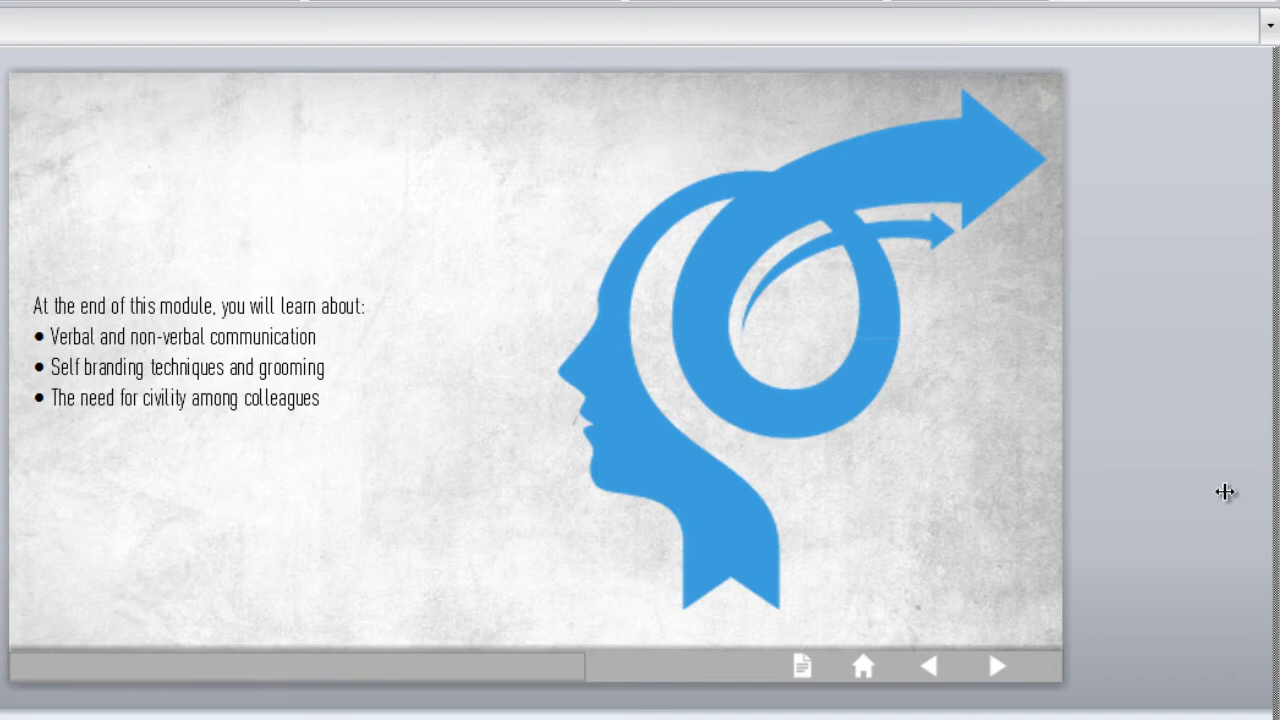 At the end of this module, you will learn about:
• Verbal and non-verbal communication
• Self branding techniques and grooming
• The need for civility among colleagues